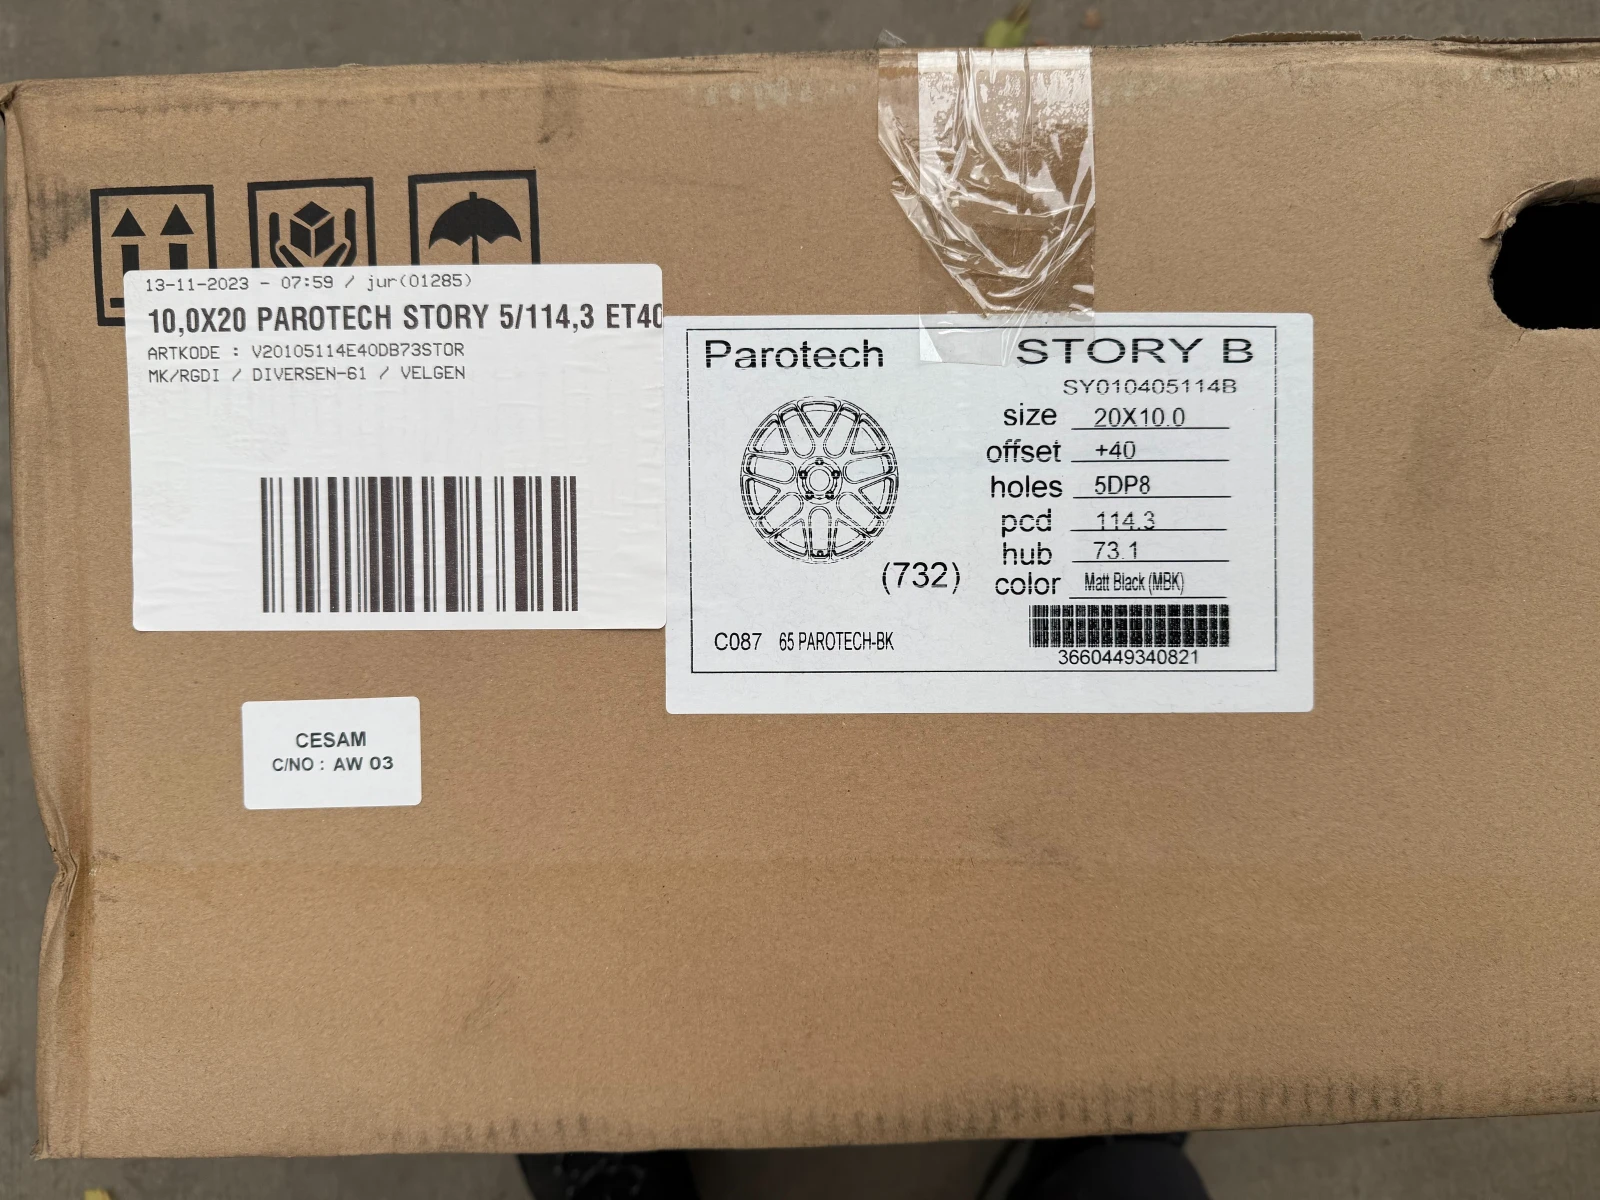 13-11-2023 - 07:59 / jur(01285)
10,0X20 PAROTECH STORY 5/114,3 ET40
ARTKODE : V20105114E40DB73STOR
MK/RGDI / DIVERSEN-61 / VELGEN
Parotech STORY B
SY010405114B
size 20X10.0
offset +40
holes 5DP8
pcd 114.3
hub 73.1
(732)
color Matt Black (MBK)
C087 65 PAROTECH-BK
3660449340821
CESAM
C/NO : AW 03